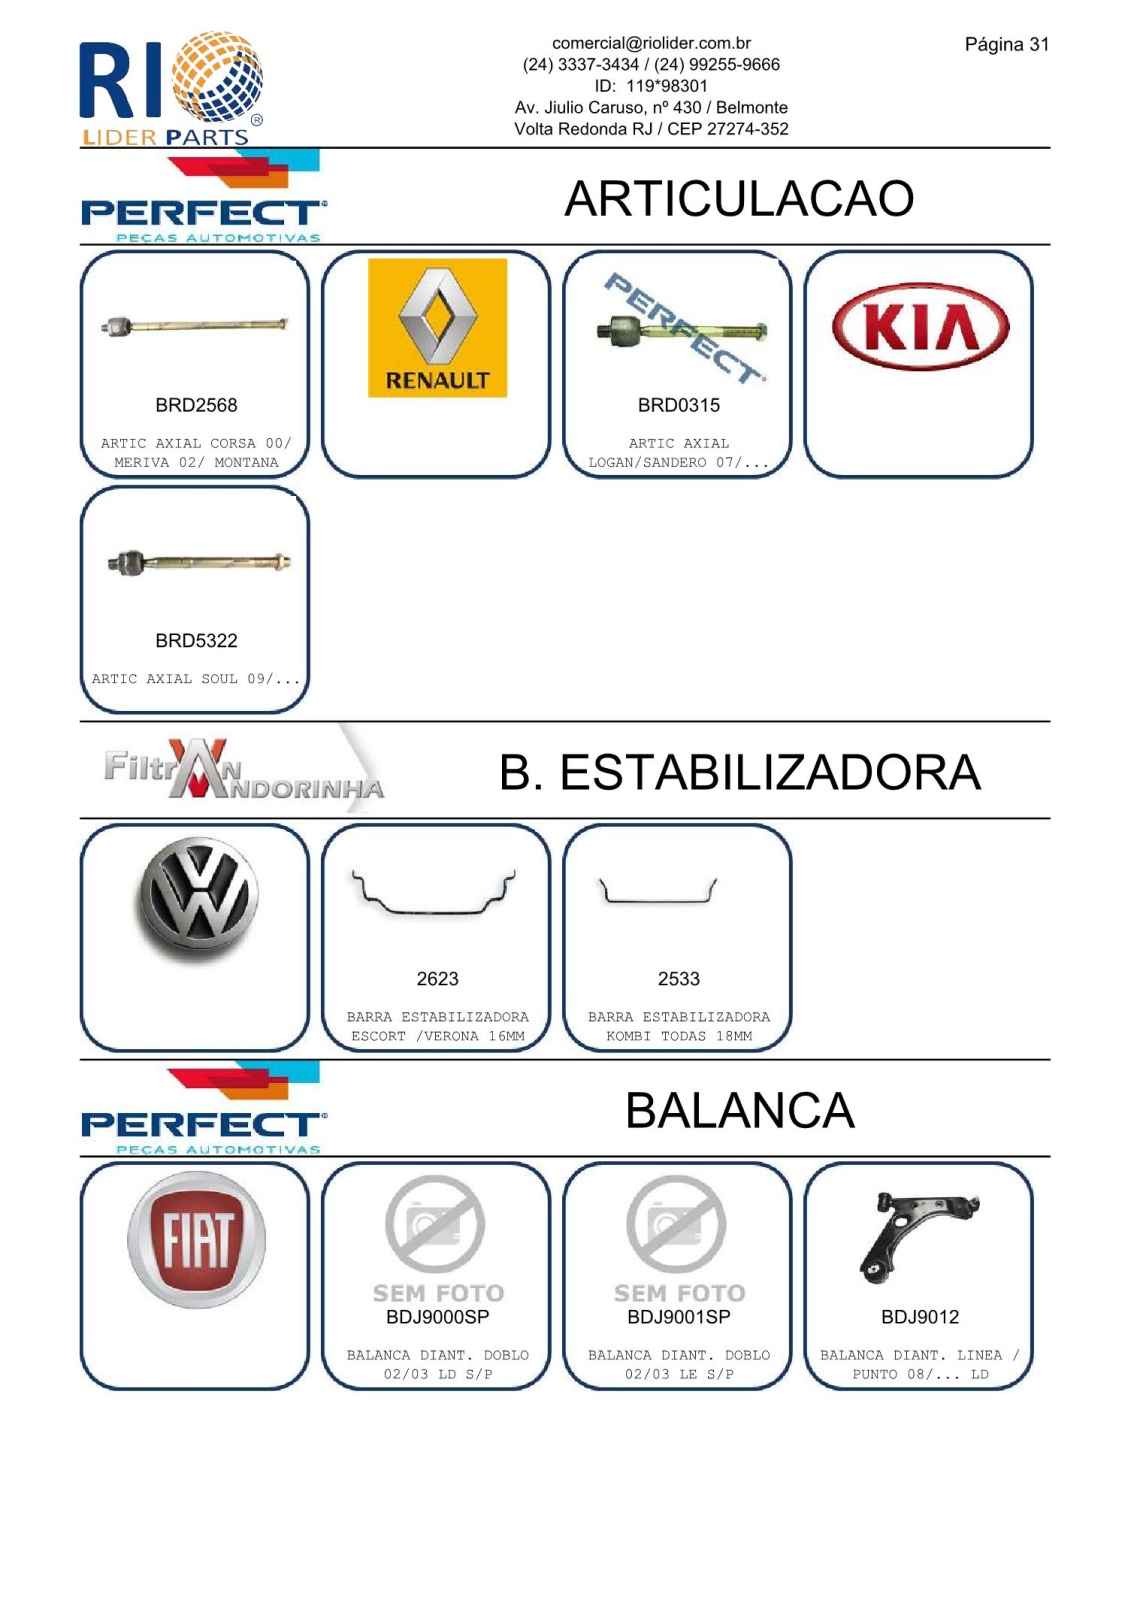 RIO
LIDER PARTS
®
comercial@riolider.com.br
(24) 3337-3434 / (24) 99255-9666
ID: 119*98301
Av. Jiulio Caruso, nº 430 / Belmonte
Volta Redonda RJ / CEP 27274-352
Página 31
PERFECT
PEÇAS AUTOMOTIVAS
ARTICULACAO
BRD2568
ARTIC AXIAL CORSA 00/
MERIVA 02/ MONTANA
RENAULT
PERFECT
BRD0315
ARTIC AXIAL
LOGAN/SANDERO 07/...
KIA
BRD5322
ARTIC AXIAL SOUL 09/...
Filtran
Andorinha
B. ESTABILIZADORA
VW
2623
BARRA ESTABILIZADORA
ESCORT /VERONA 16MM
2533
BARRA ESTABILIZADORA
KOMBI TODAS 18MM
PERFECT
PEÇAS AUTOMOTIVAS
BALANCA
FIAT
SEM FOTO
BDJ9000SP
BALANCA DIANT. DOBLO
02/03 LD S/P
SEM FOTO
BDJ9001SP
BALANCA DIANT. DOBLO
02/03 LE S/P
BDJ9012
BALANCA DIANT. LINEA /
PUNTO 08/... LD